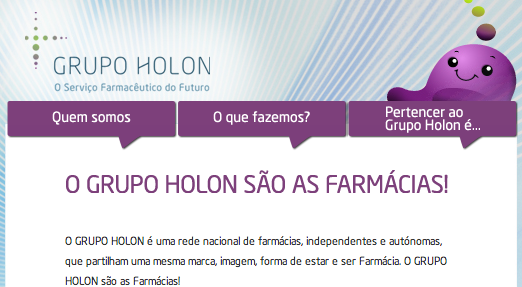 GRUPO HOLON
O Serviço Farmacêutico do Futuro
Quem somos
O que fazemos?
Pertencer ao
Grupo Holon é...
O GRUPO HOLON SÃO AS FARMÁCIAS!
O GRUPO HOLON é uma rede nacional de farmácias, independentes e autónomas,
que partilham uma mesma marca, imagem, forma de estar e ser Farmácia. O GRUPO
HOLON são as Farmácias!